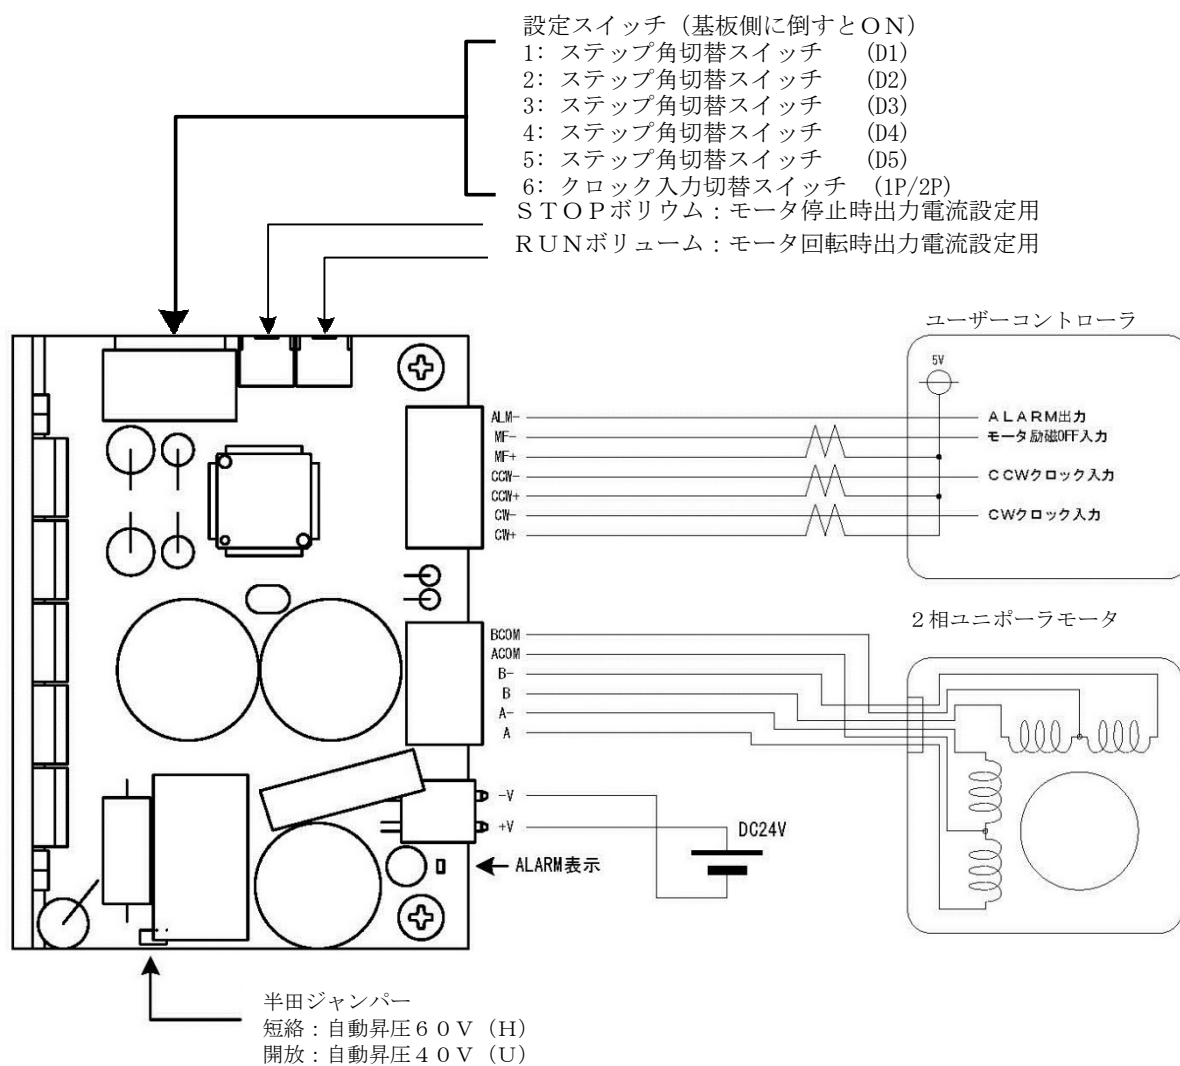 設定スイッチ（基板側に倒すとＯＮ）
1: ステップ角切替スイッチ　(D1)
2: ステップ角切替スイッチ　(D2)
3: ステップ角切替スイッチ　(D3)
4: ステップ角切替スイッチ　(D4)
5: ステップ角切替スイッチ　(D5)
6: クロック入力切替スイッチ　(1P/2P)
ＳＴＯＰボリウム：モータ停止時出力電流設定用
ＲＵＮボリューム：モータ回転時出力電流設定用
ユーザーコントローラ
5V
ALM-
ＡＬＡＲＭ出力
MF-
モータ励磁OFF入力
MF+
CCW-
ＣＣＷクロック入力
CCW+
CW-
ＣＷクロック入力
CW+
２相ユニポーラモータ
BCOM
ACOM
B-
B
A-
A
-V
+V
DC24V
ALARM表示
半田ジャンパー
短絡：自動昇圧６０Ｖ（Ｈ）
開放：自動昇圧４０Ｖ（Ｕ）